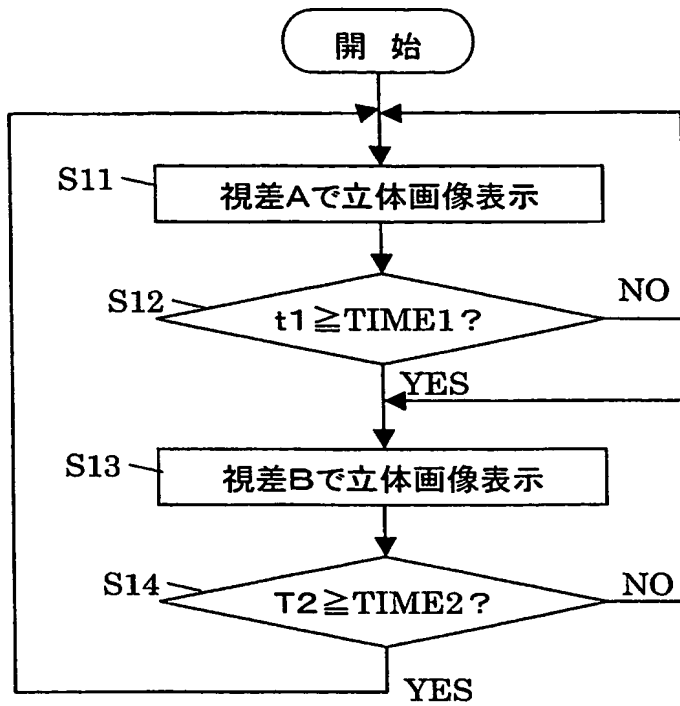 開 始
S11
視差Aで立体画像表示
S12
t1≧TIME1?
NO
YES
S13
視差Bで立体画像表示
S14
T2≧TIME2?
NO
YES